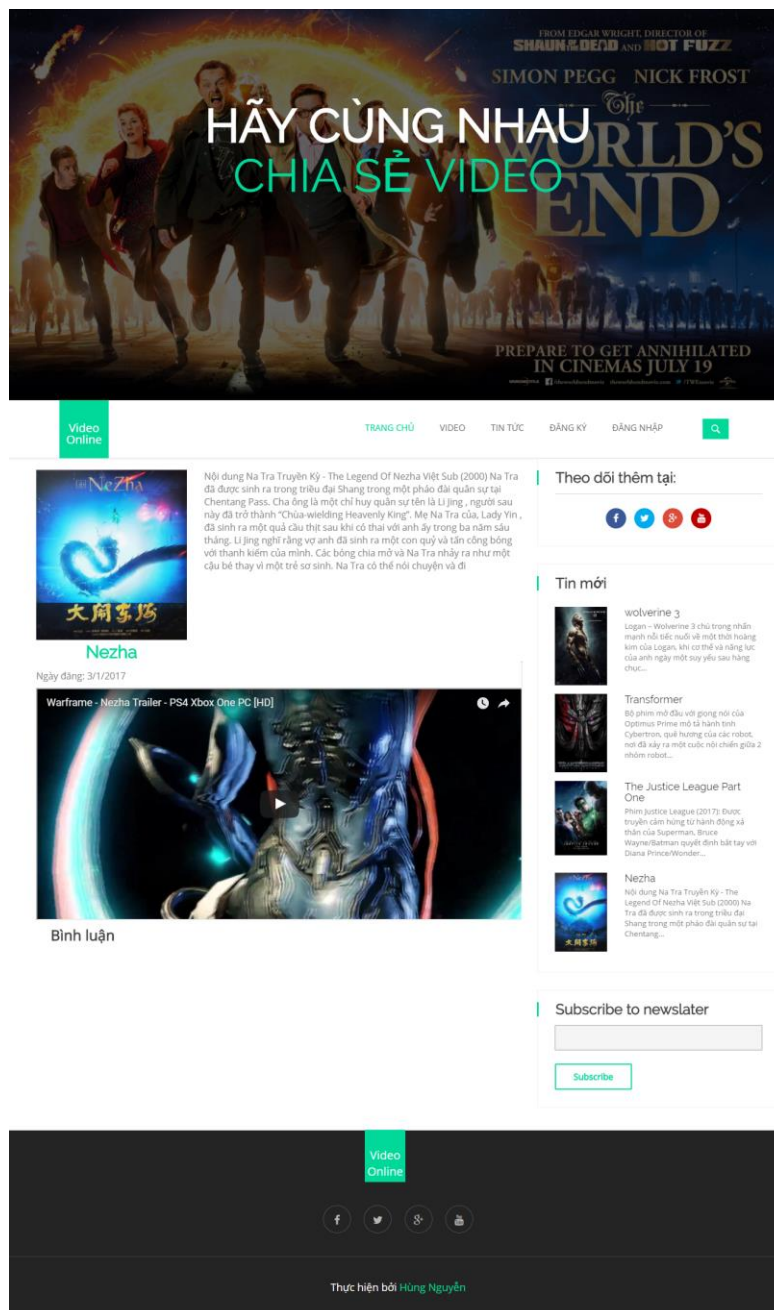 FROM EDGAR WRIGHT, DIRECTOR OF
SHAUN OF THE DEAD AND HOT FUZZ
SIMON PEGG NICK FROST
The
WORLD'S
END
HÃY CÙNG NHAU
CHIA SẺ VIDEO
PREPARE TO GET ANNIHILATED
IN CINEMAS JULY 19
Video
Online
TRANG CHỦ VIDEO TIN TỨC ĐĂNG KÝ ĐĂNG NHẬP
NeZha
大闹东海
Nezha
Nội dung Na Tra Truyền Kỳ - The Legend Of Nezha Việt Sub (2000) Na Tra
đã được sinh ra trong triều đại Shang trong một pháo đài quân sự tại
Chentang Pass. Cha ông là một chỉ huy quân sự tên là Li Jing , người sau
này đã trở thành “Chùa-wielding Heavenly King”. Mẹ Na Tra của, Lady Yin ,
đã sinh ra một quả cầu thịt sau khi có thai với anh ấy trong ba năm sáu
tháng. Li Jing nghĩ rằng vợ anh đã sinh ra một con quỷ và tấn công bóng
với thanh kiếm của mình. Các bóng chia mở và Na Tra nhảy ra như một
cậu bé thay vì một trẻ sơ sinh. Na Tra có thể nói chuyện và đi
Ngày đăng: 3/1/2017
Warframe - Nezha Trailer - PS4 Xbox One PC [HD]
Bình luận
Theo dõi thêm tại:
Tin mới
wolverine 3
Logan – Wolverine 3 chú trong nhấn
mạnh nỗi tiếc nuối về một thời hoàng
kim của Logan, khi cơ thể và năng lực
của anh ngày một suy yếu sau hàng
chục...
Transformer
Bộ phim mở đầu với giọng nói của
Optimus Prime mô tả hành tinh
Cybertron, quê hương của các robot,
nơi đã xảy ra một cuộc nội chiến giữa 2
nhóm robot...
The Justice League Part
One
Phim Justice League (2017): Được
truyền cảm hứng từ hành động xả
thân của Superman, Bruce
Wayne/Batman quyết định bắt tay với
Diana Prince/Wonder...
Nezha
Nội dung Na Tra Truyền Kỳ - The
Legend Of Nezha Việt Sub (2000) Na
Tra đã được sinh ra trong triều đại
Shang trong một pháo đài quân sự tại
Chentang...
Subscribe to newslater
Subscribe
Video
Online
Thực hiện bởi Hùng Nguyễn